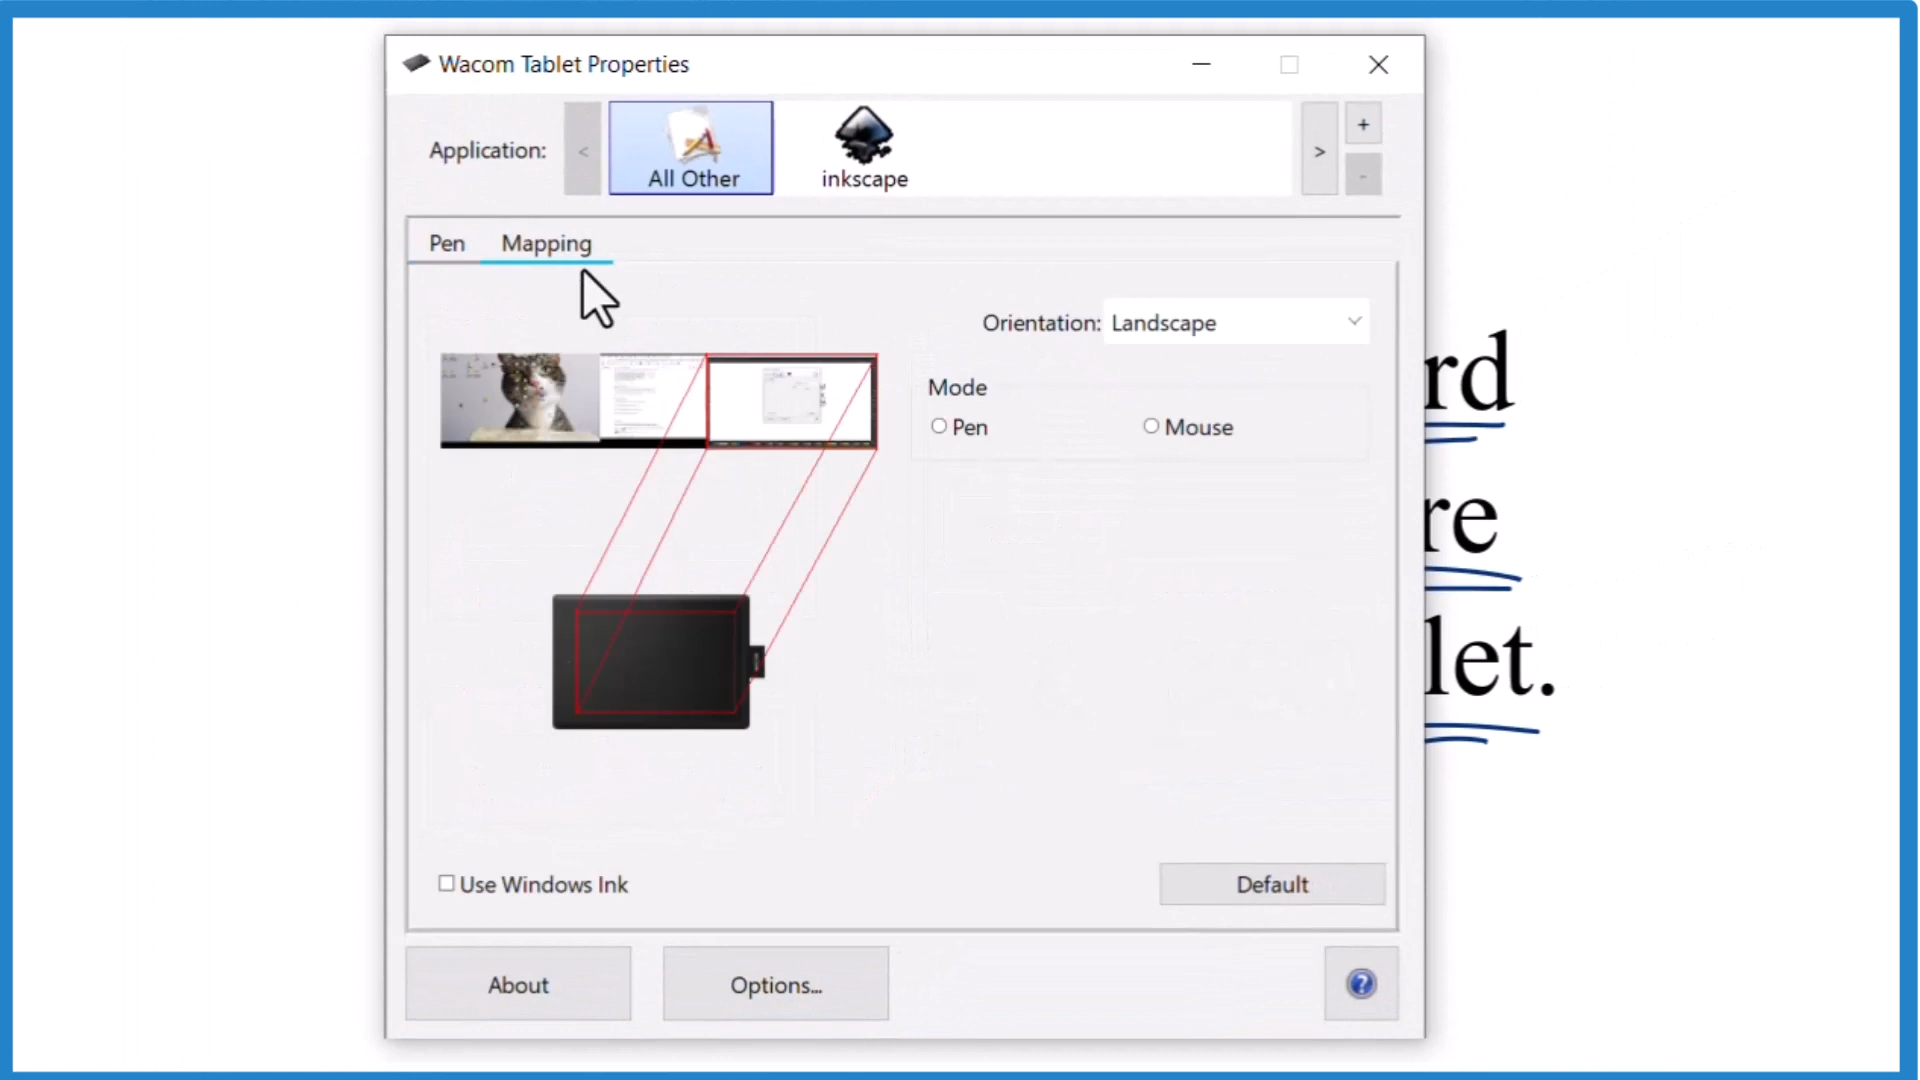 Wacom Tablet Properties
Application:
<
All Other
inkscape
>
+
-
Pen
Mapping
Orientation: Landscape
Mode
Pen
Mouse
rd
re
let.
Use Windows Ink
Default
About
Options...
?